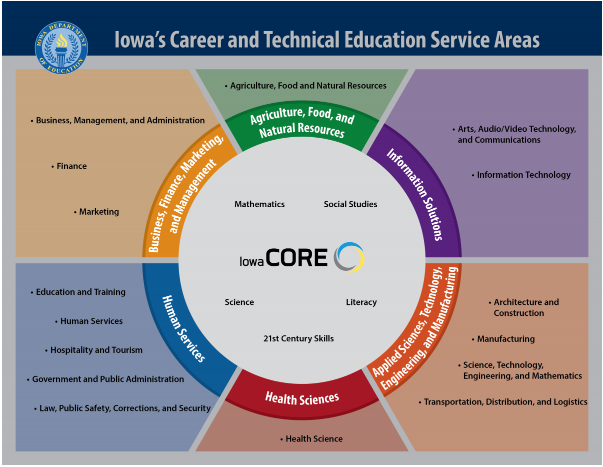 IOWA DEPARTMENT
OF EDUCATION
Iowa's Career and Technical Education Service Areas
• Agriculture, Food and Natural Resources
Agriculture, Food, and
Natural Resources
• Business, Management, and Administration
• Finance
• Marketing
Business, Finance, Marketing,
and Management
• Arts, Audio/Video Technology,
and Communications
• Information Technology
Information Solutions
Mathematics
Social Studies
Iowa CORE
Science
Literacy
21st Century Skills
• Education and Training
• Human Services
• Hospitality and Tourism
• Government and Public Administration
• Law, Public Safety, Corrections, and Security
Human Services
• Architecture and
Construction
• Manufacturing
• Science, Technology,
Engineering, and Mathematics
• Transportation, Distribution, and Logistics
Applied Sciences, Technology,
Engineering, and Manufacturing
Health Sciences
• Health Science